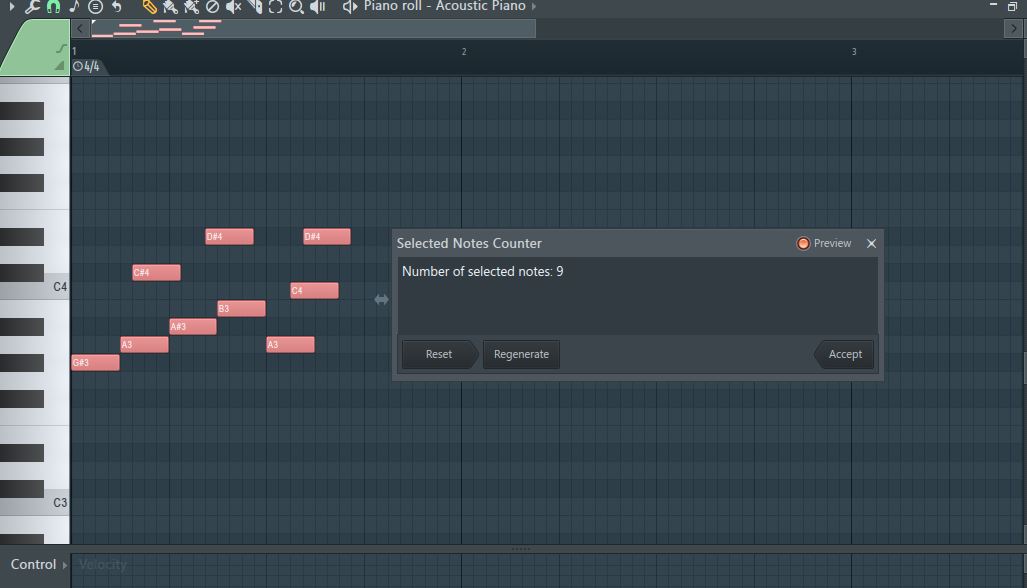 Piano roll - Acoustic Piano
1 2 3
4/4
D#4 D#4
C#4
C4
C4
B3
A#3
A3 A3
G#3
Selected Notes Counter Preview
Number of selected notes: 9
Reset Regenerate Accept
C3
Control Velocity